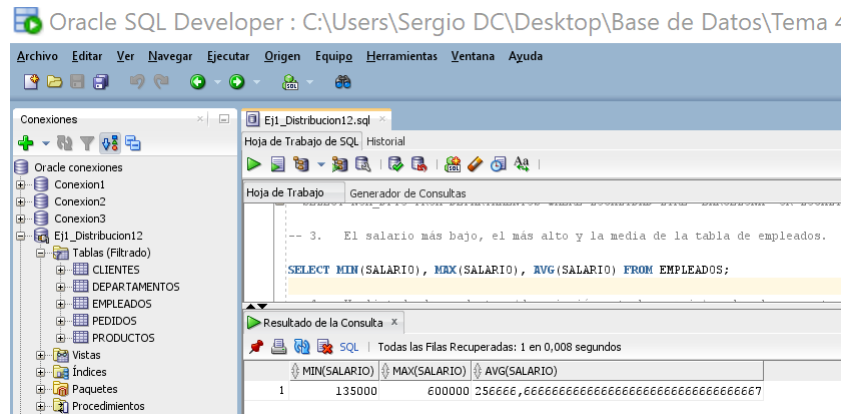 Oracle SQL Developer : C:\Users\Sergio DC\Desktop\Base de Datos\Tema 4
Archivo Editar Ver Navegar Ejecutar Origen Equipo Herramientas Ventana Ayuda
Conexiones
Oracle conexiones
Conexion1
Conexion2
Conexion3
Ej1_Distribucion12
Tablas (Filtrado)
CLIENTES
DEPARTAMENTOS
EMPLEADOS
PEDIDOS
PRODUCTOS
Vistas
Índices
Paquetes
Procedimientos
Ej1_Distribucion12.sql
Hoja de Trabajo de SQL Historial
Hoja de Trabajo Generador de Consultas
-- 3. El salario más bajo, el más alto y la media de la tabla de empleados.
SELECT MIN(SALARIO), MAX(SALARIO), AVG(SALARIO) FROM EMPLEADOS;
Resultado de la Consulta
SQL | Todas las Filas Recuperadas: 1 en 0,008 segundos
MIN(SALARIO) MAX(SALARIO) AVG(SALARIO)
1 135000 600000 256666,666666666666666666666666666666667